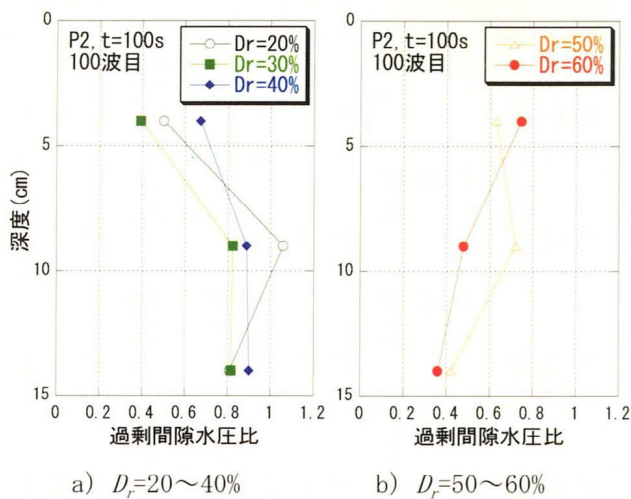 P2, t=100s
100波目
Dr=20%
Dr=30%
Dr=40%
0
5
10
15
深度(cm)
0 0.2 0.4 0.6 0.8 1 1.2
過剰間隙水圧比
a) Dr=20～40%
P2, t=100s
100波目
Dr=50%
Dr=60%
0
5
10
15
0 0.2 0.4 0.6 0.8 1 1.2
過剰間隙水圧比
b) Dr=50～60%